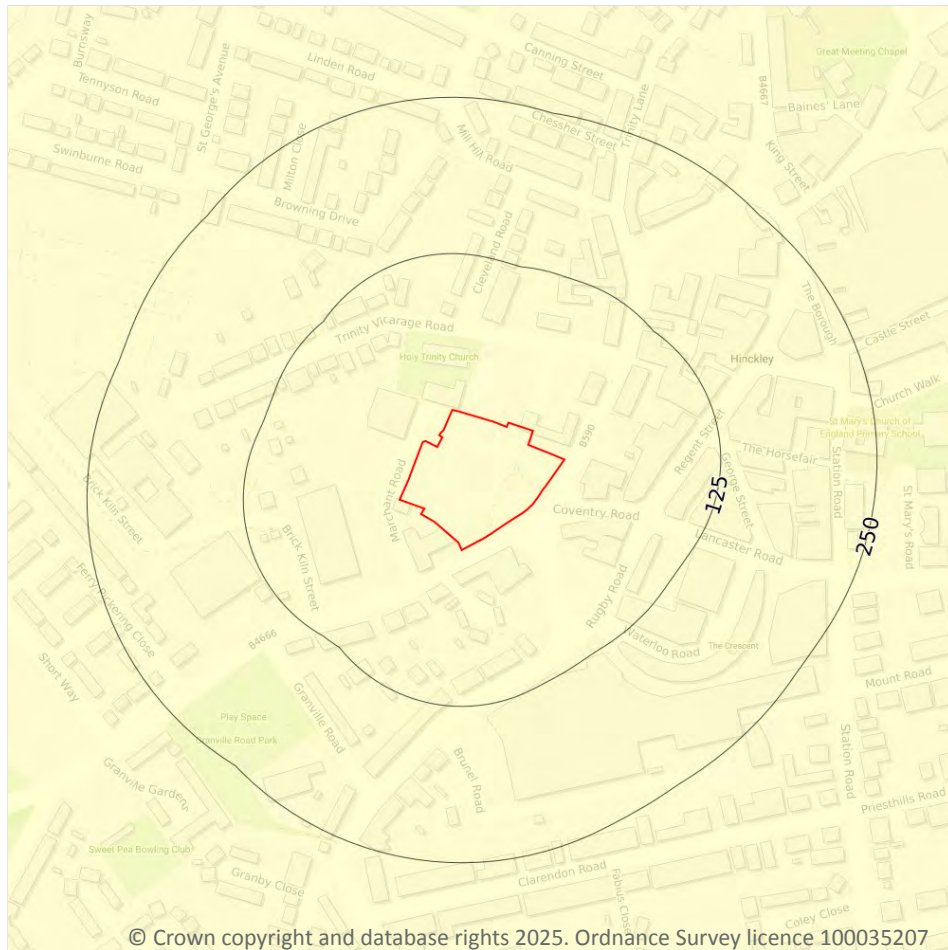 Burnsway
Linden Road
Canning Street
Great Meeting Chapel
Tennyson Road
St George's Avenue
B4667
Baines' Lane
Trinity Lane
Chessher Street
Mill Hill Road
King Street
Swinburne Road
Milton Close
Browning Drive
Cleveland Road
The Borough
Castle Street
Trinity Vicarage Road
Holy Trinity Church
Hinckley
Church Walk
St Mary's Church of
England Primary School
B590
Regent Street
The Horsefair
Station Road
George Street
125
Brick Kiln Street
Marchant Road
Coventry Road
Lancaster Road
250
St Mary's Road
Brick Kiln Street
Ferry Pickering Close
Rugby Road
B4666
Waterloo Road
The Crescent
Short Way
Mount Road
Granville Road
Play Space
Granville Road Park
Station Road
Granville Gardens
Brunel Road
Priesthills Road
Sweet Pea Bowling Club
Granby Close
Clarendon Road
Fabius Close
Coley Close
© Crown copyright and database rights 2025. Ordnance Survey licence 100035207